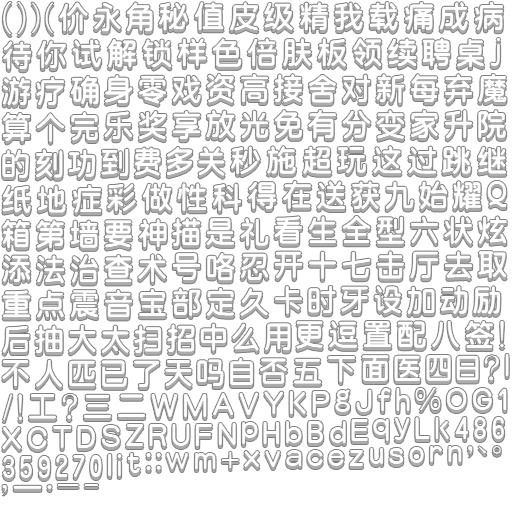 ())(价永角秘值皮级精我载痛成病
待你试解锁样色倍肤板领续聘桌j
游疗确身零戏资高接舍对新每弃魔
算个完乐奖享放光免有分变家升院
的刻功到费多关秒施超玩这过跳继
纸地症彩做性科得在送获九始耀Q
箱第墙要神描是礼看生全型六状炫
添法治查术号咯忍开十七击厅去取
重点震音宝部定久卡时牙设加动励
后抽大太扫招中么用更逗置配八签!
不人匹已了天吗自否五下面医四日?|
/!工?三二WMAVYKPgJfh%OG1
XCTDSZRUFNPHbBdEqyLk486
359270lit::wm+xvacezusorn'`°
'—'——